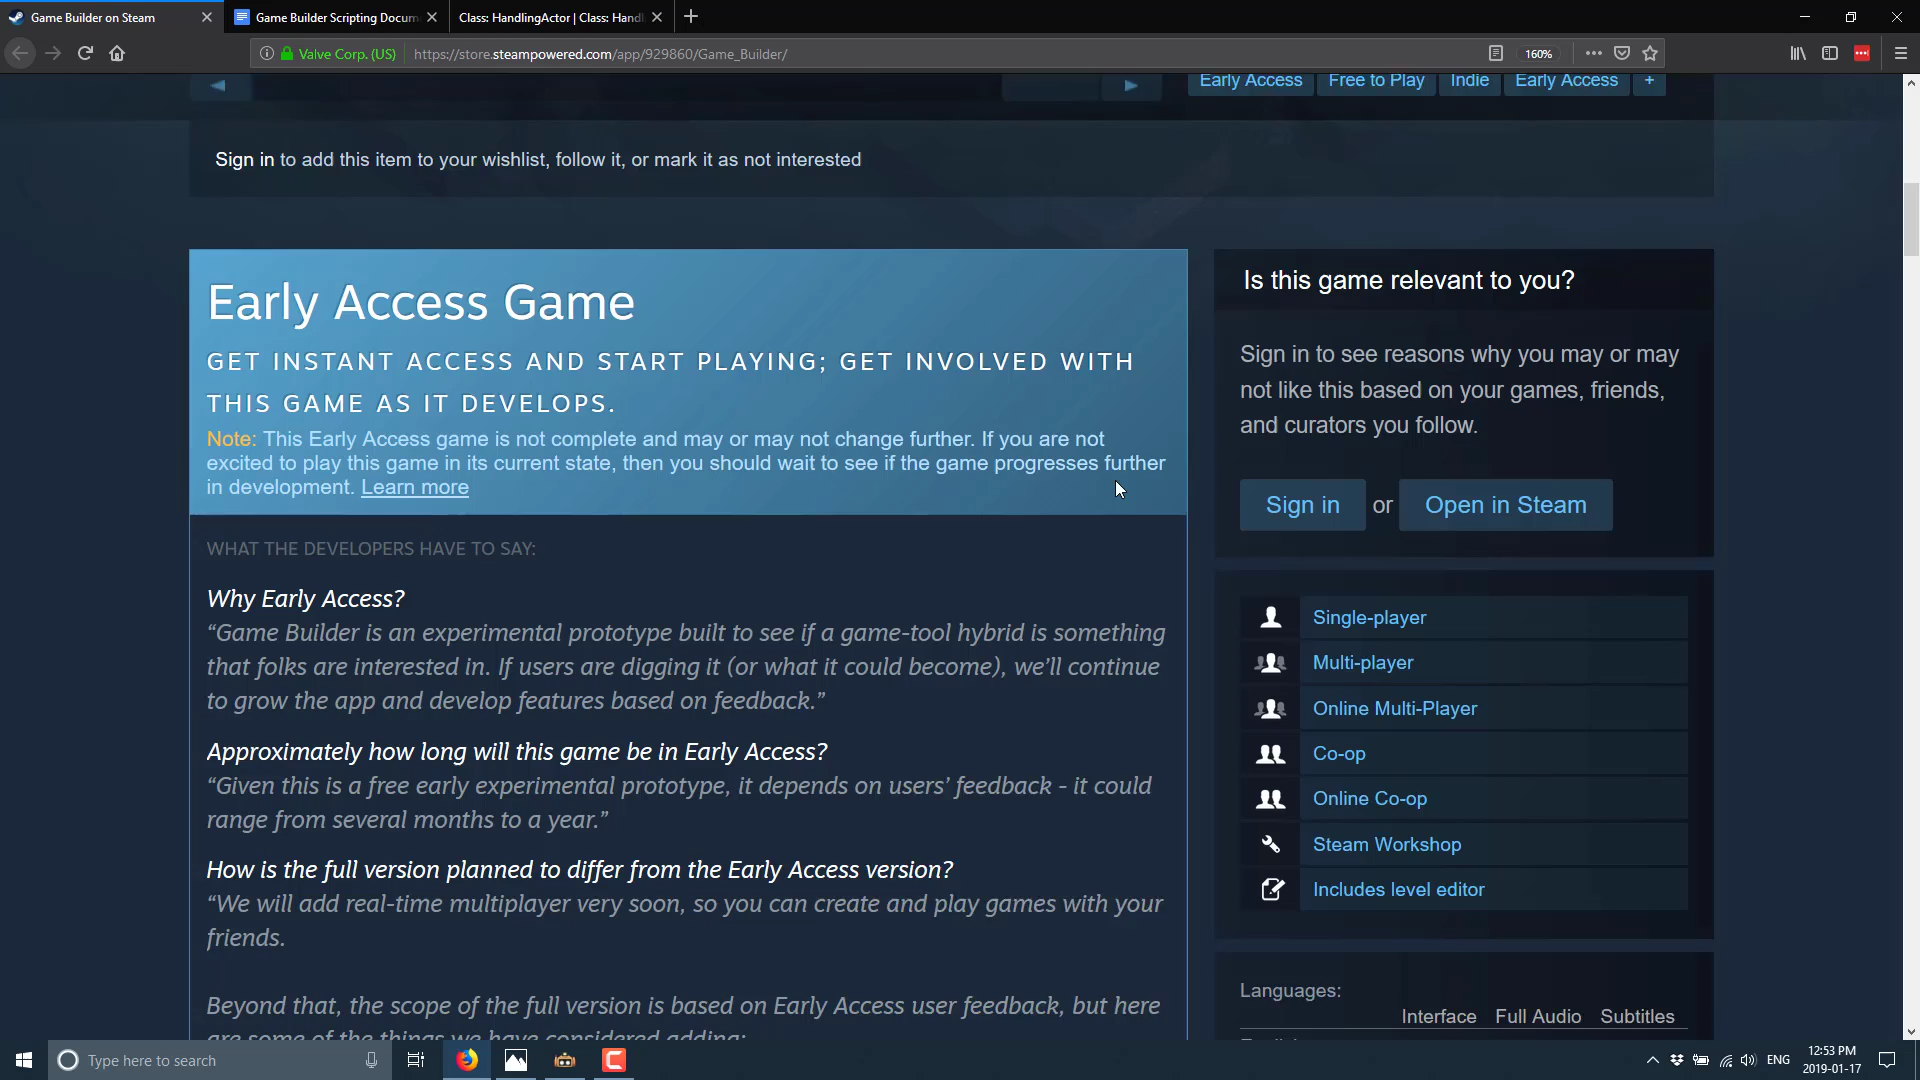 Game Builder on Steam
Game Builder Scripting Docum
Class: HandlingActor | Class: Handl
Valve Corp. (US)
https://store.steampowered.com/app/929860/Game_Builder/
160%
Early Access
Free to Play
Indie
Early Access
+
Sign in to add this item to your wishlist, follow it, or mark it as not interested
Early Access Game
GET INSTANT ACCESS AND START PLAYING; GET INVOLVED WITH
THIS GAME AS IT DEVELOPS.
Note: This Early Access game is not complete and may or may not change further. If you are not
excited to play this game in its current state, then you should wait to see if the game progresses further
in development. Learn more
WHAT THE DEVELOPERS HAVE TO SAY:
Why Early Access?
“Game Builder is an experimental prototype built to see if a game-tool hybrid is something
that folks are interested in. If users are digging it (or what it could become), we’ll continue
to grow the app and develop features based on feedback.”
Approximately how long will this game be in Early Access?
“Given this is a free early experimental prototype, it depends on users’ feedback - it could
range from several months to a year.”
How is the full version planned to differ from the Early Access version?
“We will add real-time multiplayer very soon, so you can create and play games with your
friends.
Beyond that, the scope of the full version is based on Early Access user feedback, but here
are some of the things we have considered adding:
Is this game relevant to you?
Sign in to see reasons why you may or may
not like this based on your games, friends,
and curators you follow.
Sign in or Open in Steam
Single-player
Multi-player
Online Multi-Player
Co-op
Online Co-op
Steam Workshop
Includes level editor
Languages:
Interface Full Audio Subtitles
Type here to search
ENG
12:53 PM
2019-01-17